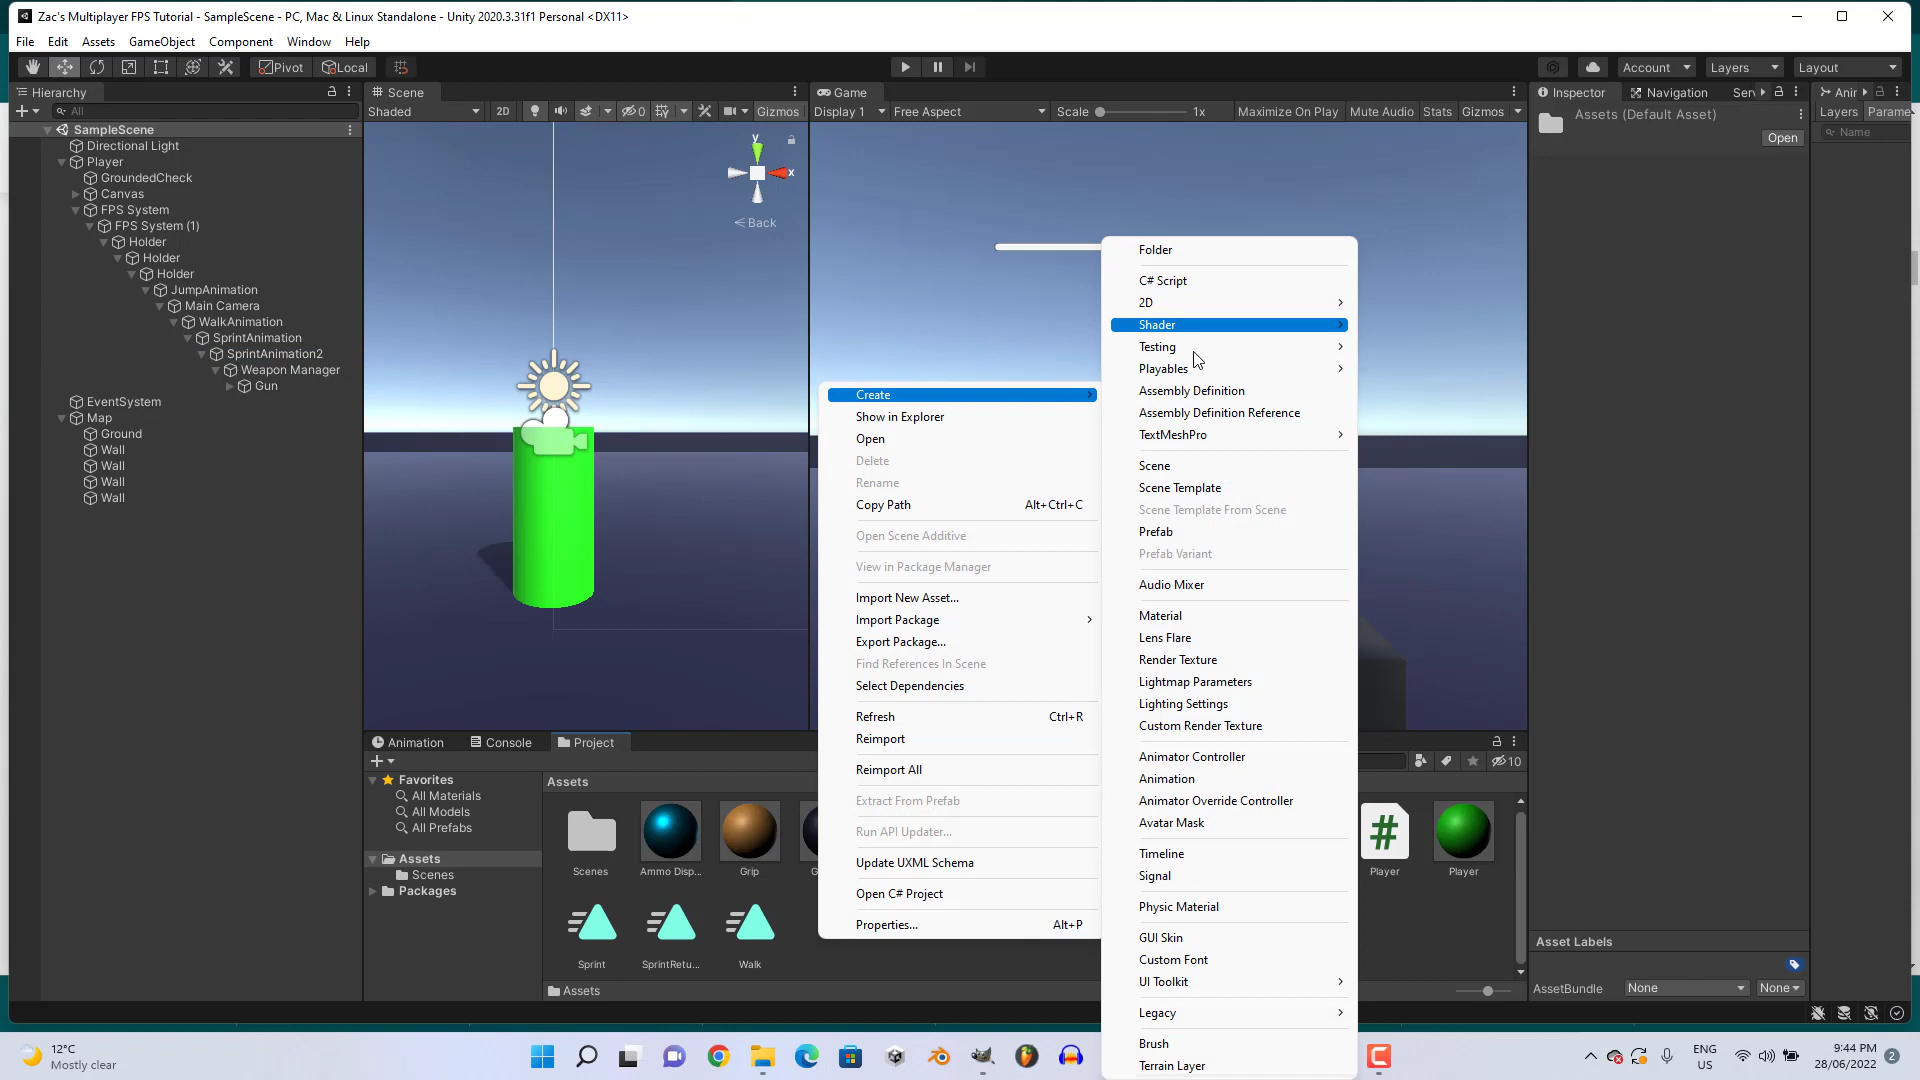 Zac's Multiplayer FPS Tutorial - SampleScene - PC, Mac & Linux Standalone - Unity 2020.3.31f1 Personal <DX11>
File Edit Assets GameObject Component Window Help
Pivot Local Account Layers Layout
Hierarchy
All
SampleScene
Directional Light
Player
GroundedCheck
Canvas
FPS System
FPS System (1)
Holder
Holder
Holder
JumpAnimation
Main Camera
WalkAnimation
SprintAnimation
SprintAnimation2
Weapon Manager
Gun
EventSystem
Map
Ground
Wall
Wall
Wall
Wall
Scene
Shaded 2D 0 Gizmos
y
x
Back
Game
Display 1 Free Aspect Scale 1x Maximize On Play Mute Audio Stats Gizmos
Create
Show in Explorer
Open
Delete
Rename
Copy Path Alt+Ctrl+C
Open Scene Additive
View in Package Manager
Import New Asset...
Import Package
Export Package...
Find References In Scene
Select Dependencies
Refresh Ctrl+R
Reimport
Reimport All
Extract From Prefab
Run API Updater...
Update UXML Schema
Open C# Project
Properties... Alt+P
Folder
C# Script
2D
Shader
Testing
Playables
Assembly Definition
Assembly Definition Reference
TextMeshPro
Scene
Scene Template
Scene Template From Scene
Prefab
Prefab Variant
Audio Mixer
Material
Lens Flare
Render Texture
Lightmap Parameters
Lighting Settings
Custom Render Texture
Animator Controller
Animation
Animator Override Controller
Avatar Mask
Timeline
Signal
Physic Material
GUI Skin
Custom Font
UI Toolkit
Legacy
Brush
Terrain Layer
Inspector Navigation Serv
Assets (Default Asset)
Open
Asset Labels
AssetBundle None None
Anir
Layers Parame
Name
Animation Console Project
10
Favorites
All Materials
All Models
All Prefabs
Assets
Scenes
Packages
Assets
Scenes Ammo Disp... Grip G Player Player
#
Sprint SprintRetu... Walk
Assets
12°C
Mostly clear
ENG
US
9:44 PM
28/06/2022
2